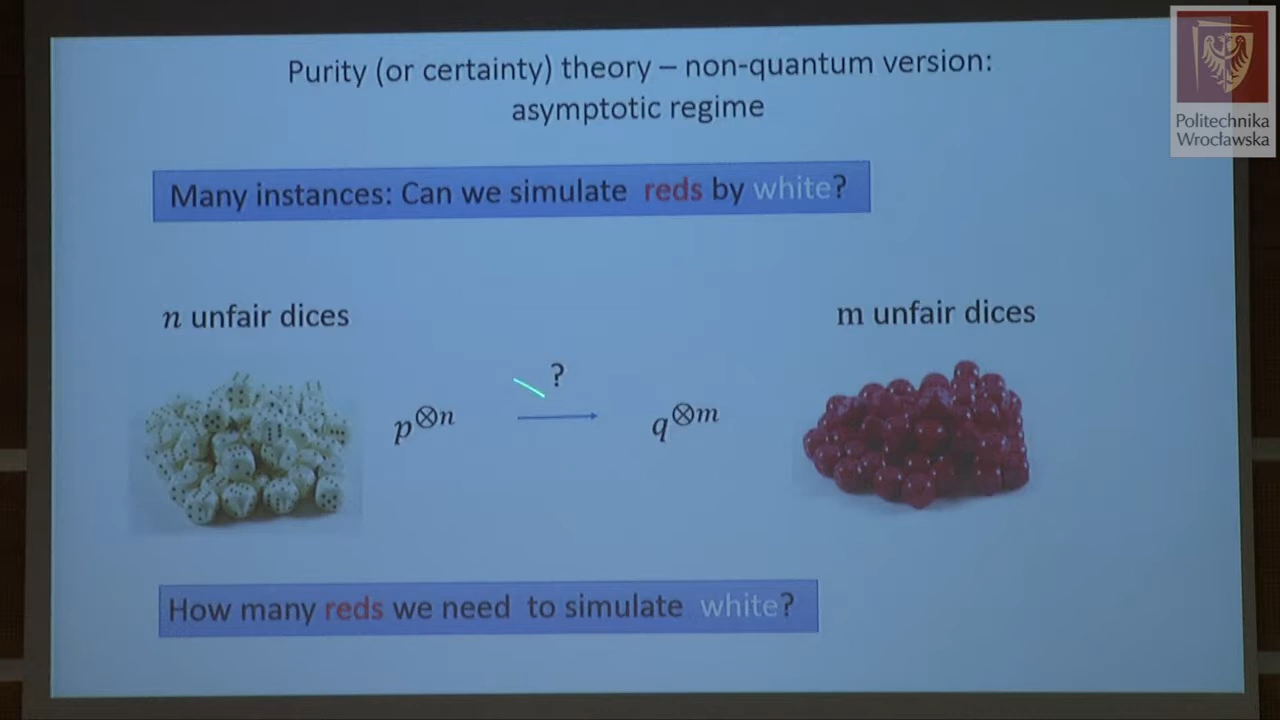 Purity (or certainty) theory – non-quantum version:
asymptotic regime
Politechnika
Wrocławska
Many instances: Can we simulate reds by white?
n unfair dices
m unfair dices
p⊗n
?
q⊗m
How many reds we need to simulate white?